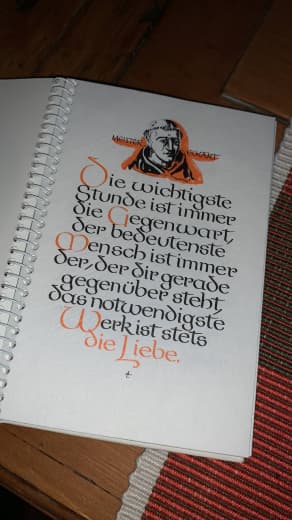 MEISTER ECKHART
Die wichtigste
Stunde ist immer
die Gegenwart,
der bedeutenste
Mensch ist immer
der, der dir gerade
gegenüber steht,
das notwendigste
Werk ist stets
die Liebe.